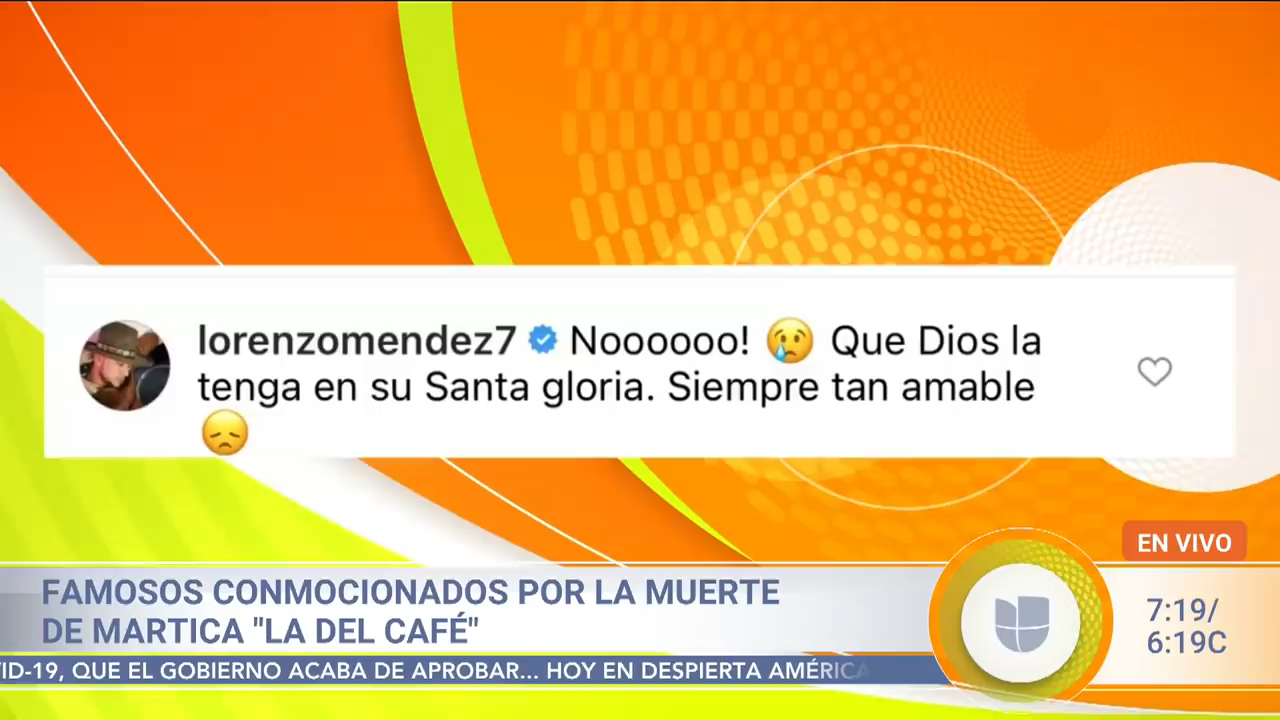 lorenzomendez7 Noooooo! 😢 Que Dios la
tenga en su Santa gloria. Siempre tan amable
😞
EN VIVO
FAMOSOS CONMOCIONADOS POR LA MUERTE
DE MARTICA "LA DEL CAFÉ"
7:19/
6:19C
VID-19, QUE EL GOBIERNO ACABA DE APROBAR... HOY EN DESPIERTA AMÉRICA